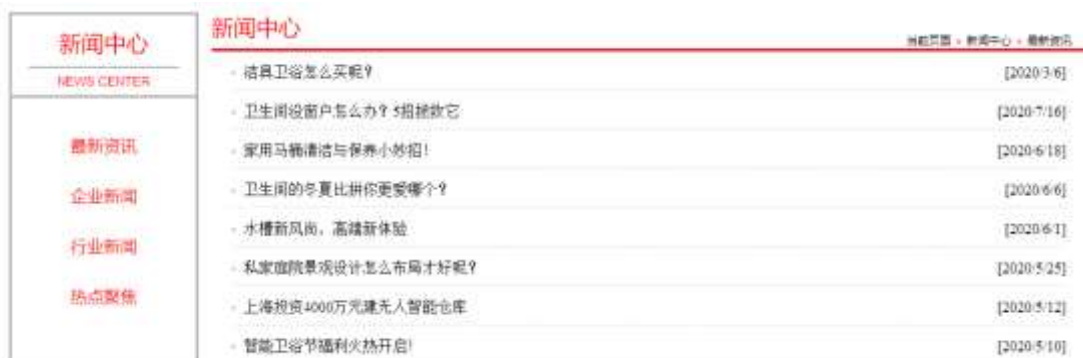 新闻中心
NEWS CENTER
最新资讯
企业新闻
行业新闻
热点聚焦
新闻中心
当前页面 > 新闻中心 > 最新资讯
洁具卫浴怎么买呢？ [2020/3/6]
卫生间没窗户怎么办？5招拯救它 [2020/7/16]
家用马桶清洁与保养小妙招！ [2020/6/18]
卫生间的冬夏比拼你更爱哪个？ [2020/6/6]
水槽新风尚，高端新体验 [2020/6/1]
私家庭院景观设计怎么布局才好呢？ [2020/5/25]
上海投资4000万元建无人智能仓库 [2020/5/12]
智能卫浴节福利火热开启！ [2020/5/10]